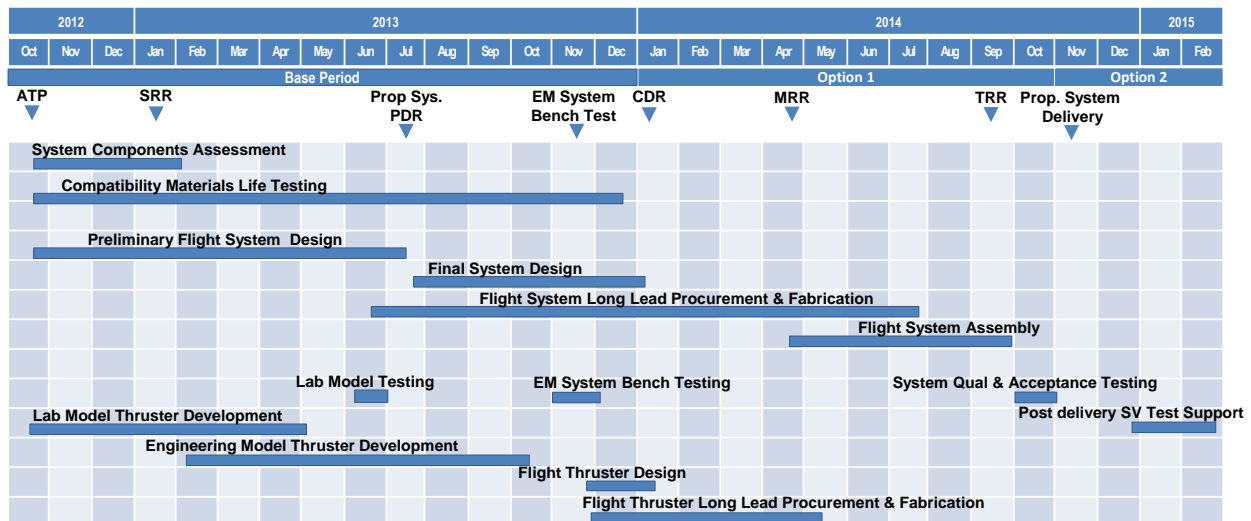 2012 2013 2014 2015
Oct Nov Dec Jan Feb Mar Apr May Jun Jul Aug Sep Oct Nov Dec Jan Feb Mar Apr May Jun Jul Aug Sep Oct Nov Dec Jan Feb
Base Period Option 1 Option 2
ATP SRR Prop Sys. EM System CDR MRR TRR Prop. System
PDR Bench Test Delivery
System Components Assessment
Compatibility Materials Life Testing
Preliminary Flight System Design
Final System Design
Flight System Long Lead Procurement & Fabrication
Flight System Assembly
Lab Model Testing EM System Bench Testing System Qual & Acceptance Testing
Lab Model Thruster Development Post delivery SV Test Support
Engineering Model Thruster Development
Flight Thruster Design
Flight Thruster Long Lead Procurement & Fabrication